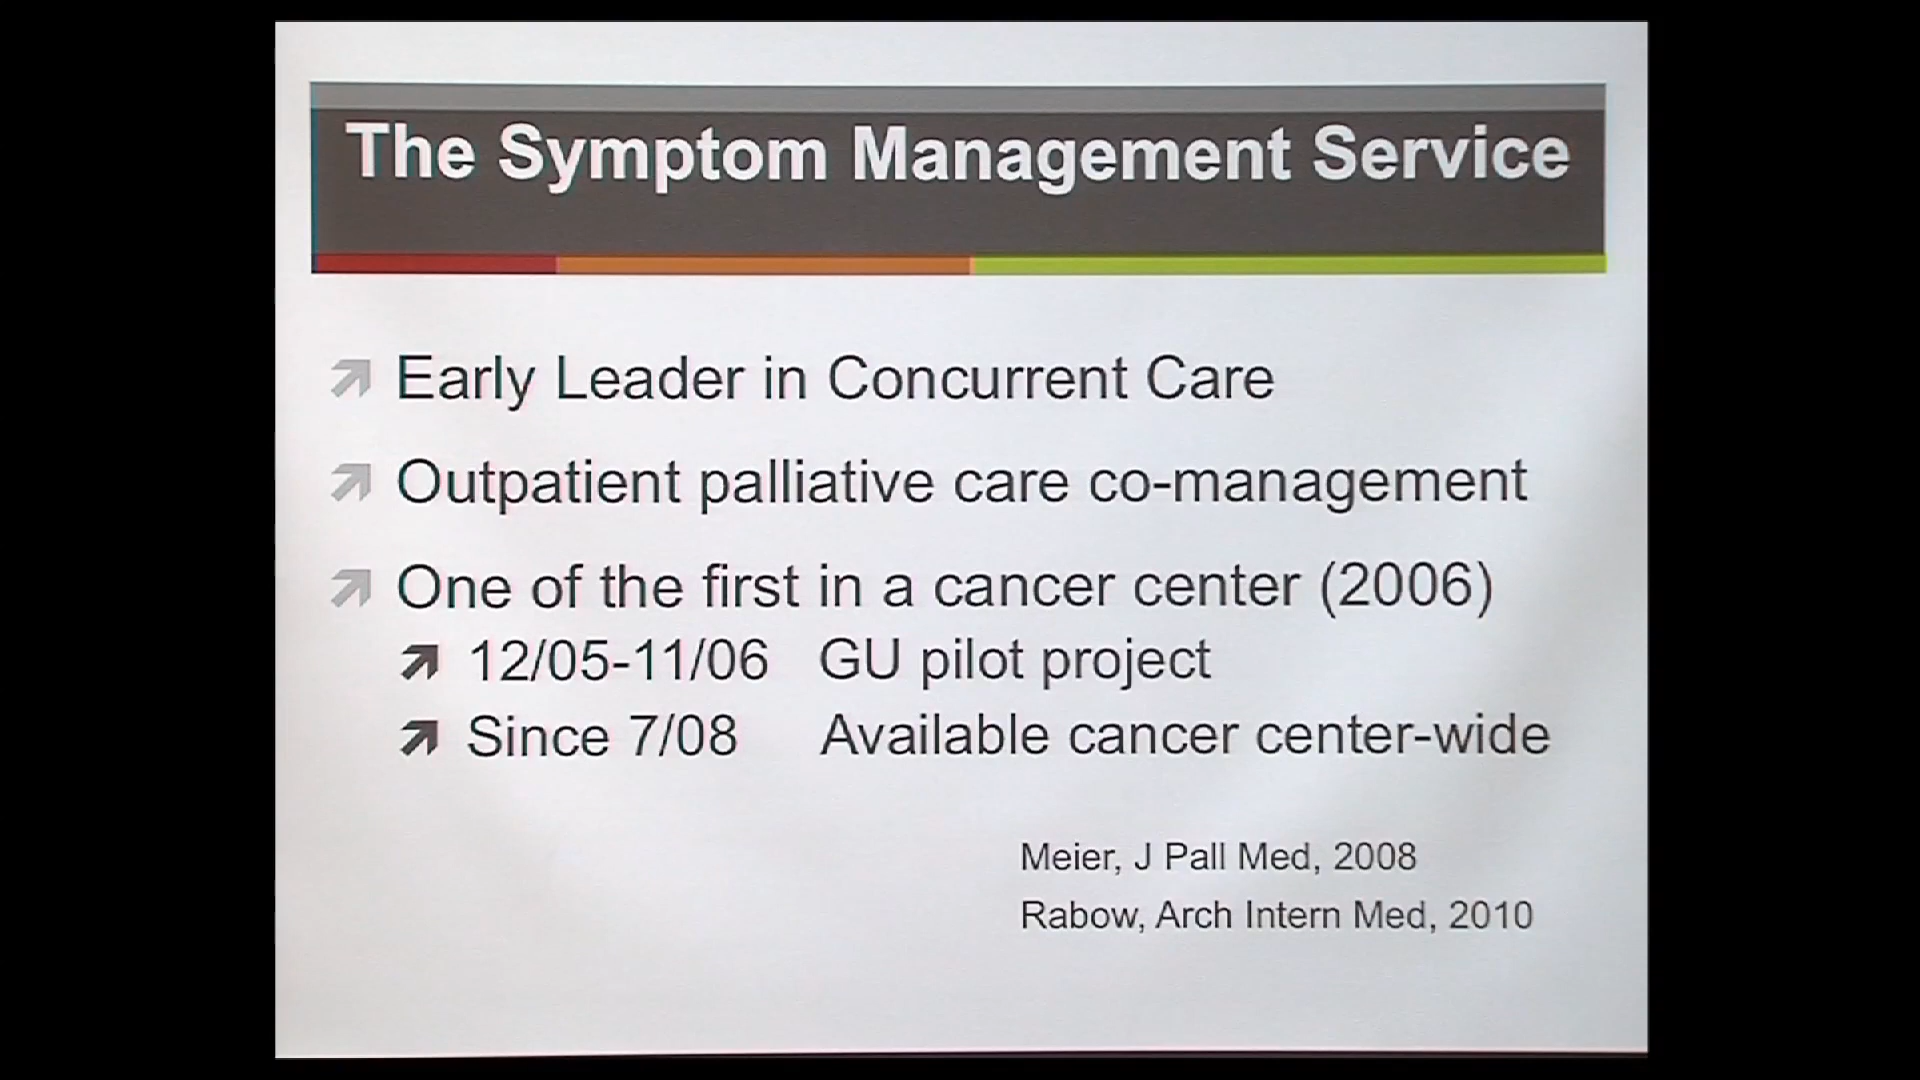 The Symptom Management Service
Early Leader in Concurrent Care
Outpatient palliative care co-management
One of the first in a cancer center (2006)
12/05-11/06 GU pilot project
Since 7/08 Available cancer center-wide
Meier, J Pall Med, 2008
Rabow, Arch Intern Med, 2010